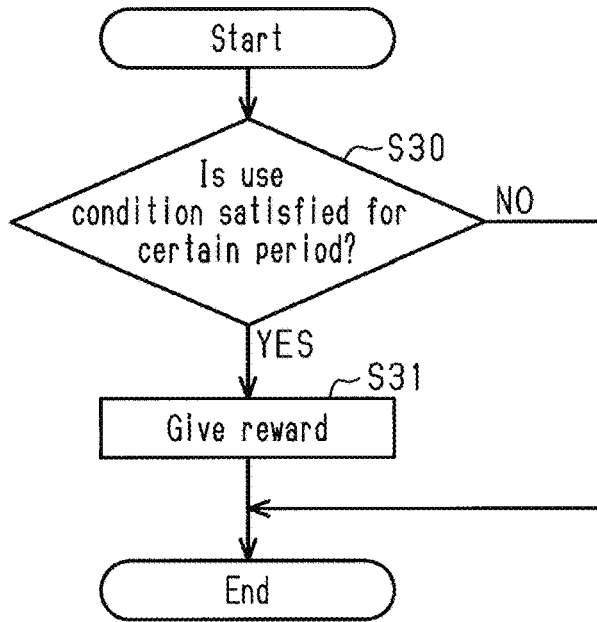 Start
S30
Is use
condition satisfied for
certain period?
NO
YES
S31
Give reward
End